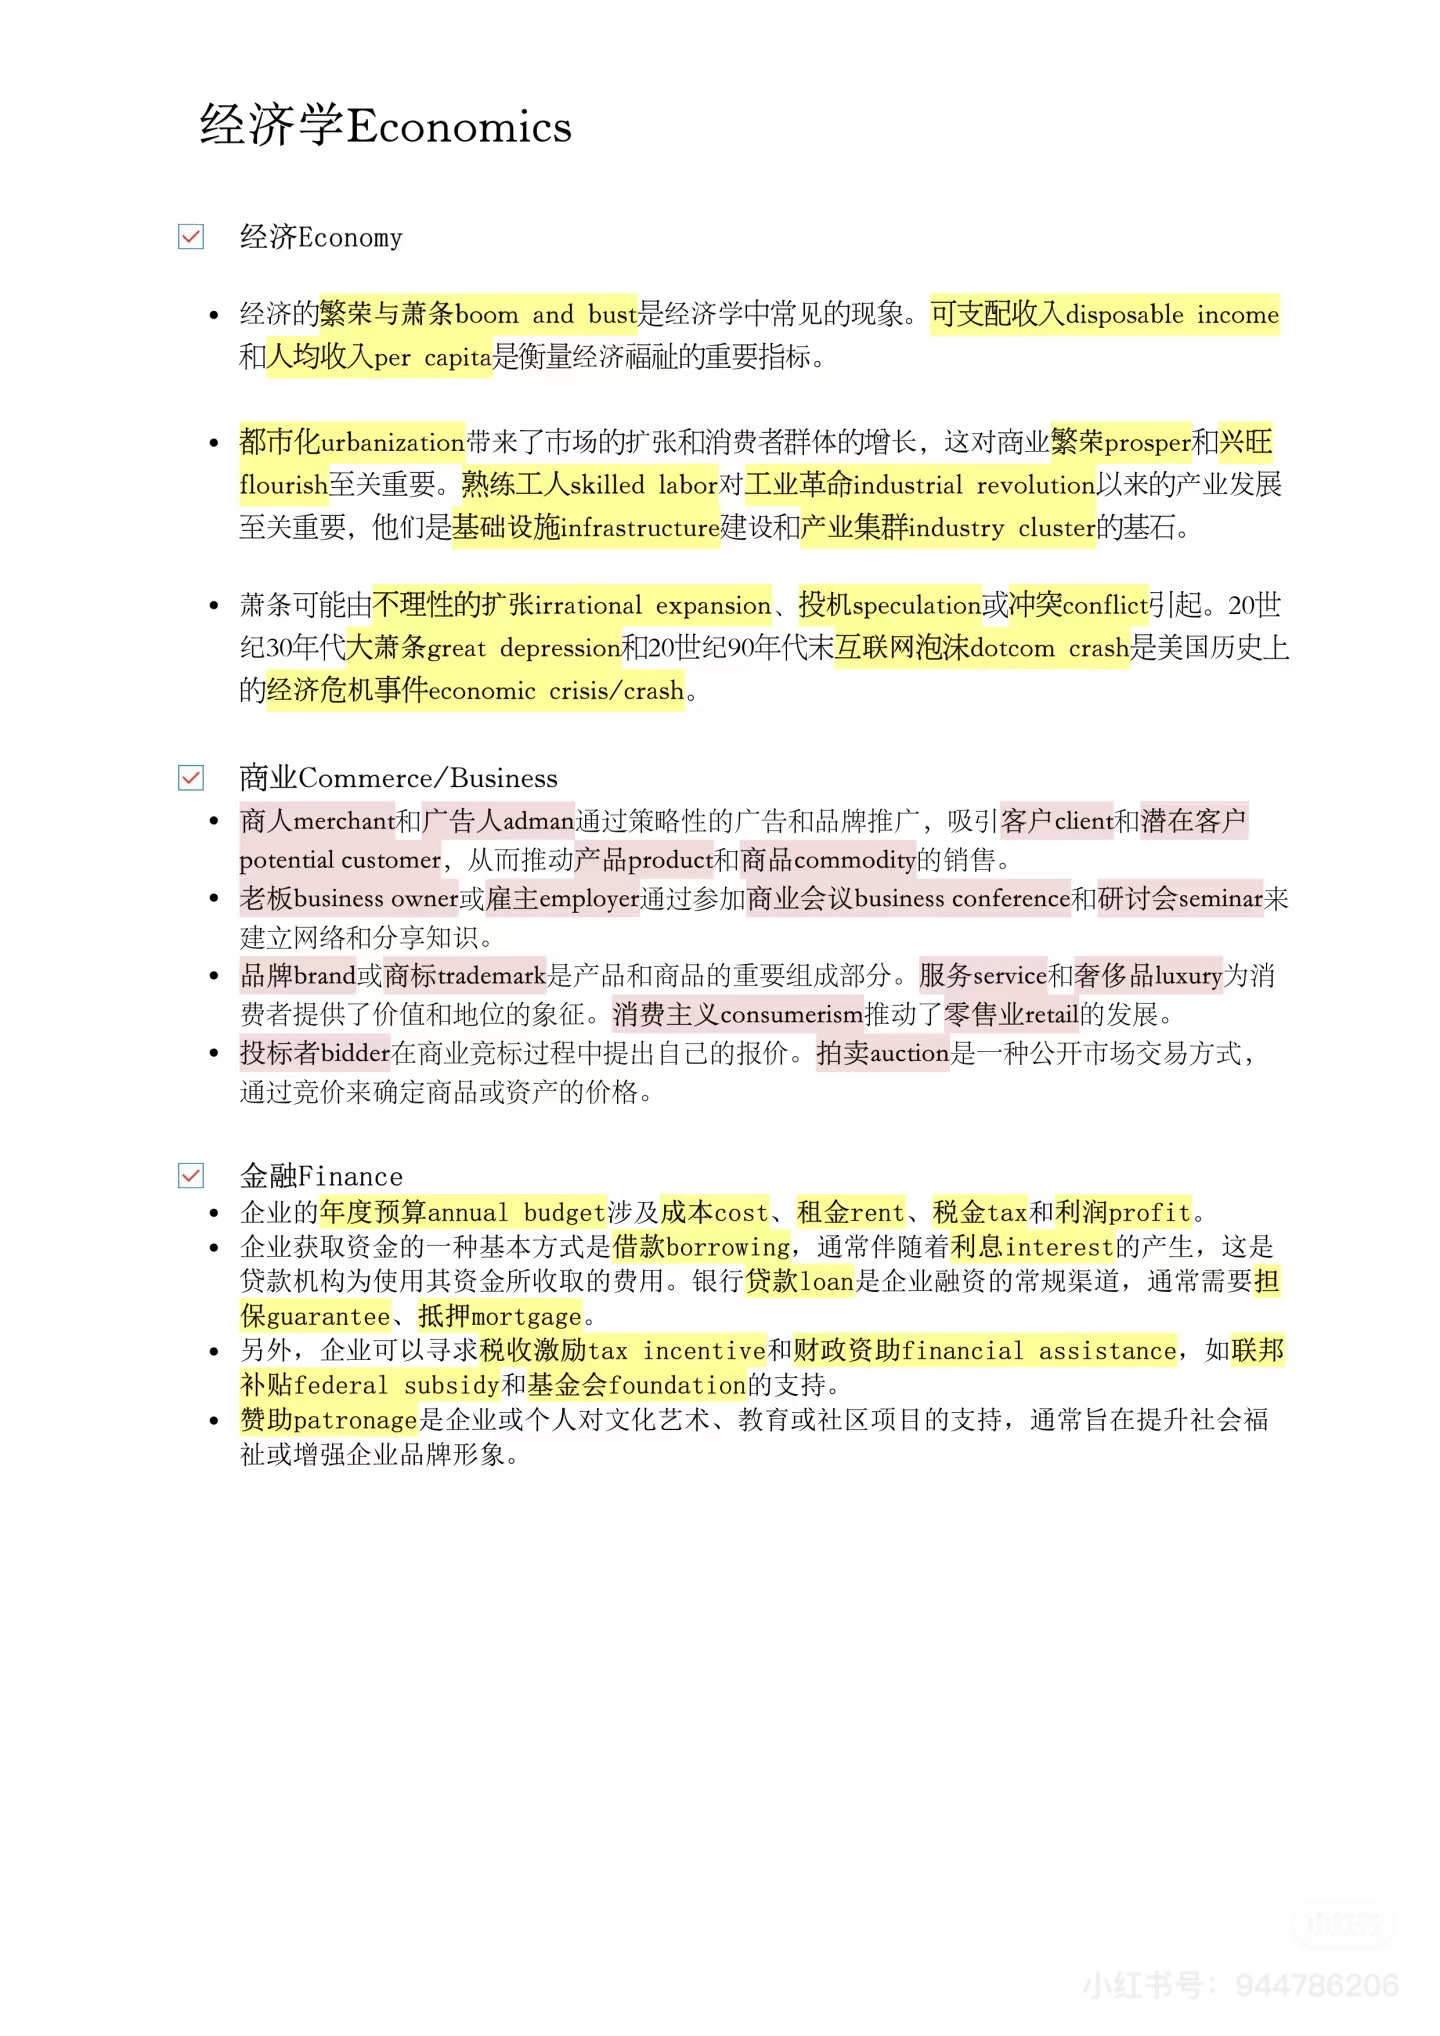 经济学Economics
经济Economy
经济的繁荣与萧条boom and bust是经济学中常见的现象。可支配收入disposable income
和人均收入per capita是衡量经济福祉的重要指标。
都市化urbanization带来了市场的扩张和消费者群体的增长，这对商业繁荣prosper和兴旺
flourish至关重要。熟练工人skilled labor对工业革命industrial revolution以来的产业发展
至关重要，他们是基础设施infrastructure建设和产业集群industry cluster的基石。
萧条可能由不理性的扩张irrational expansion、投机speculation或冲突conflict引起。20世
纪30年代大萧条great depression和20世纪90年代末互联网泡沫dotcom crash是美国历史上
的经济危机事件economic crisis/crash。
商业Commerce/Business
商人merchant和广告人adman通过策略性的广告和品牌推广，吸引客户client和潜在客户
potential customer，从而推动产品product和商品commodity的销售。
老板business owner或雇主employer通过参加商业会议business conference和研讨会seminar来
建立网络和分享知识。
品牌brand或商标trademark是产品和商品的重要组成部分。服务service和奢侈品luxury为消
费者提供了价值和地位的象征。消费主义consumerism推动了零售业retail的发展。
投标者bidder在商业竞标过程中提出自己的报价。拍卖auction是一种公开市场交易方式，
通过竞价来确定商品或资产的价格。
金融Finance
企业的年度预算annual budget涉及成本cost、租金rent、税金tax和利润profit。
企业获取资金的一种基本方式是借款borrowing，通常伴随着利息interest的产生，这是
贷款机构为使用其资金所收取的费用。银行贷款loan是企业融资的常规渠道，通常需要担
保guarantee、抵押mortgage。
另外，企业可以寻求税收激励tax incentive和财政资助financial assistance，如联邦
补贴federal subsidy和基金会foundation的支持。
赞助patronage是企业或个人对文化艺术、教育或社区项目的支持，通常旨在提升社会福
祉或增强企业品牌形象。
小红书
小红书号：944786206